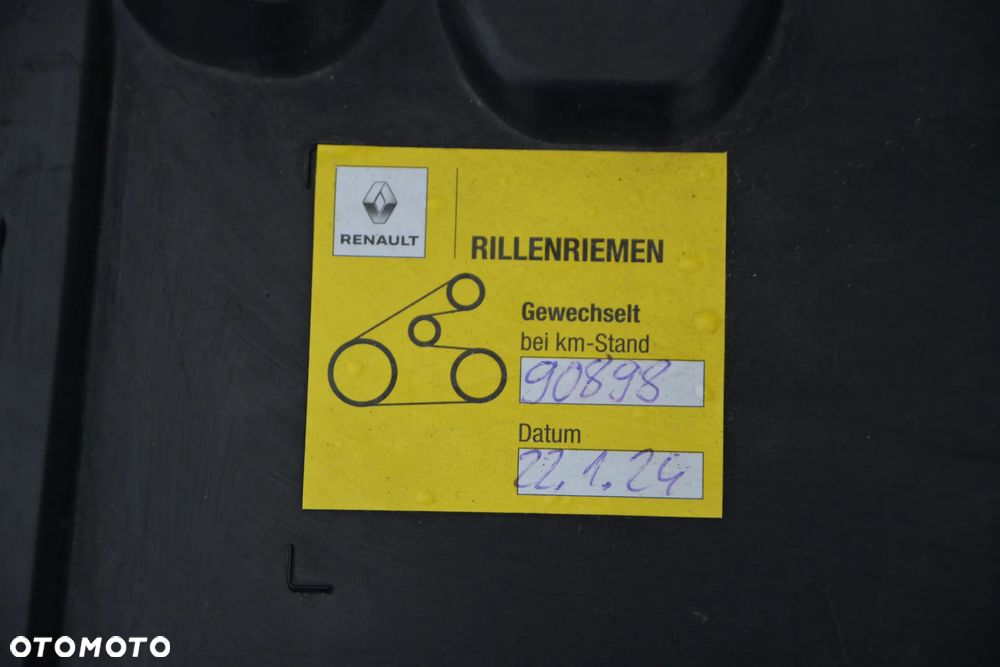 RENAULT
RILLENRIEMEN
Gewechselt
bei km-Stand
90898
Datum
22.1.24
L
OTOMOTO